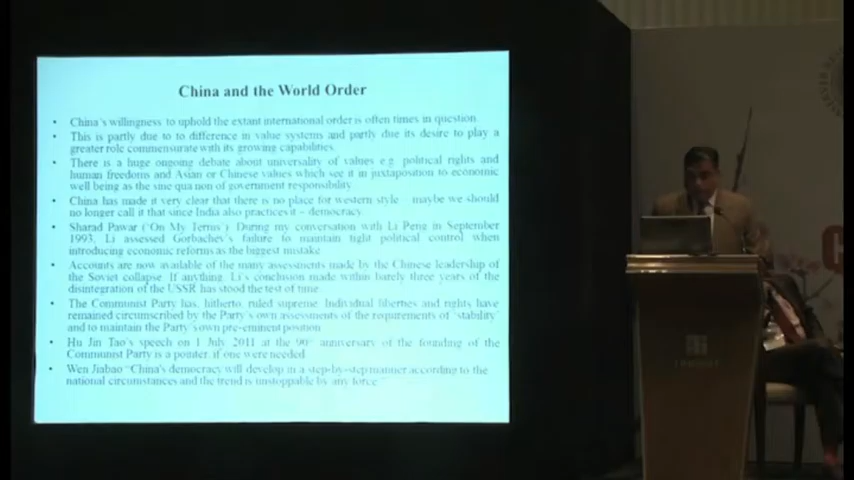 China and the World Order
• China's willingness to uphold the extant international order is often times in question.
• This is partly due to to difference in value systems and partly due its desire to play a
greater role commensurate with its growing capabilities.
• There is a huge ongoing debate about universality of values e.g. political rights and
human freedoms and Asian or Chinese values which see it in juxtaposition to economic
well being as the sine qua non of government responsibility.
• China has made it very clear that there is no place for western style maybe we should
no longer call it that since India also practices it – democracy.
• Sharad Pawar ('On My Terms') During my conversation with Li Peng in September
1993, Li assessed Gorbachev's failure to maintain tight political control when
introducing economic reforms as the biggest mistake
• Accounts are now available of the many assessments made by the Chinese leadership of
the Soviet collapse. If anything, Li's conclusion made within barely three years of the
disintegration of the USSR has stood the test of time.
• The Communist Party has, hitherto, ruled supreme. Individual liberties and rights have
remained circumscribed by the Party's own assessments of the requirements of "stability"
and to maintain the Party's own pre-eminent position
• Hu Jin Tao's speech on 1 July 2011 at the 90th anniversary of the founding of the
Communist Party is a pointer, if one were needed.
• Wen Jiabao "China's democracy will develop in a step-by-step manner according to the
national circumstances and the trend is unstoppable by any force."